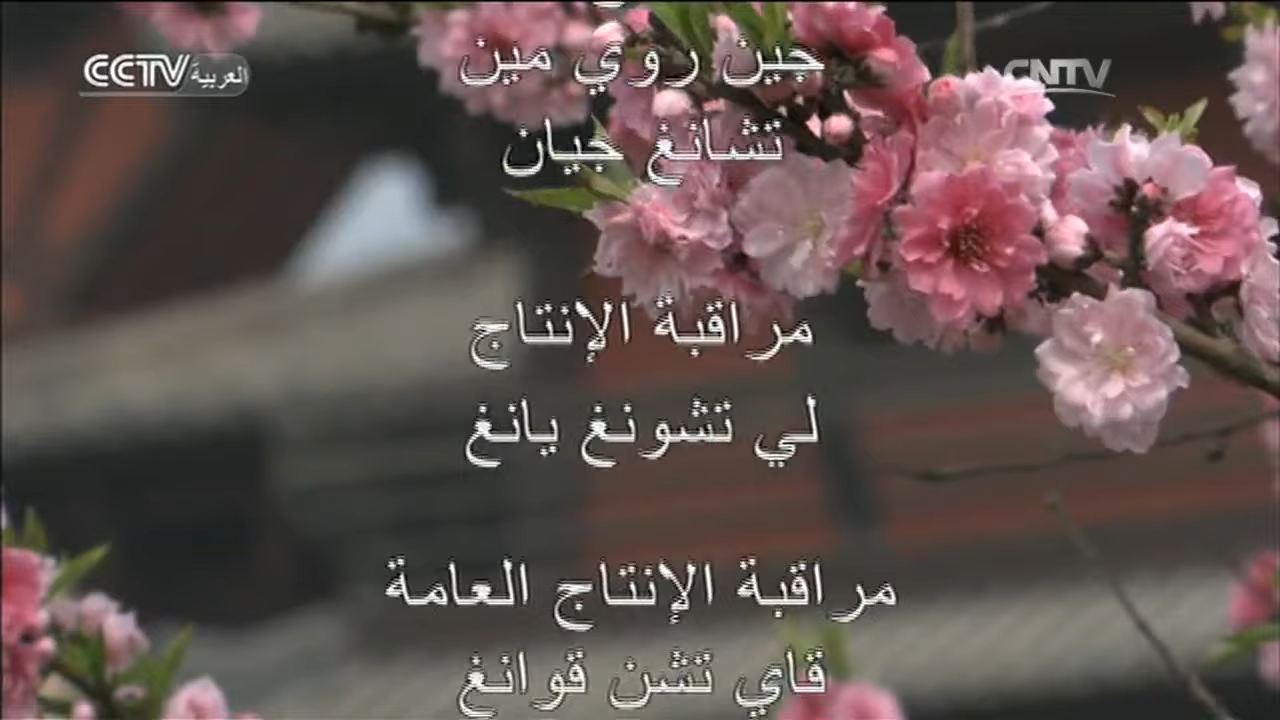 CCTV العربية
CNTV
جين روي مين
تشانغ جيان
مراقبة الإنتاج
لي تشونغ يانغ
مراقبة الإنتاج العامة
قاي تشن قوانغ